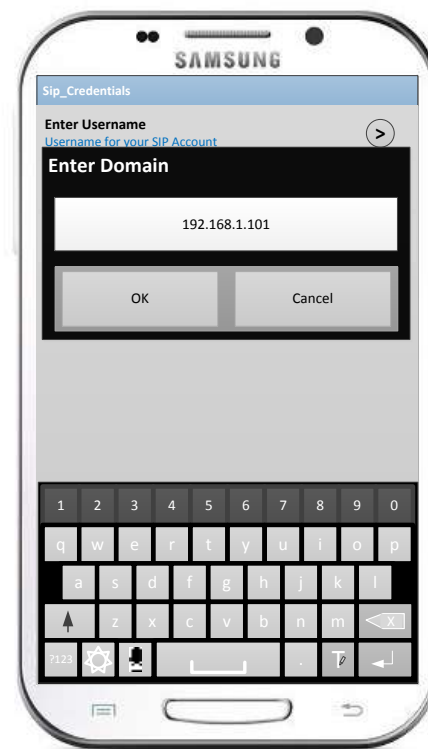 SAMSUNG
Sip_Credentials
Enter Username
>
Username for your SIP Account
Enter Domain
192.168.1.101
OK Cancel
1 2 3 4 5 6 7 8 9 0
q w e r t y u i o p
a s d f g h j k l
z x c v b n m X
?123 . T